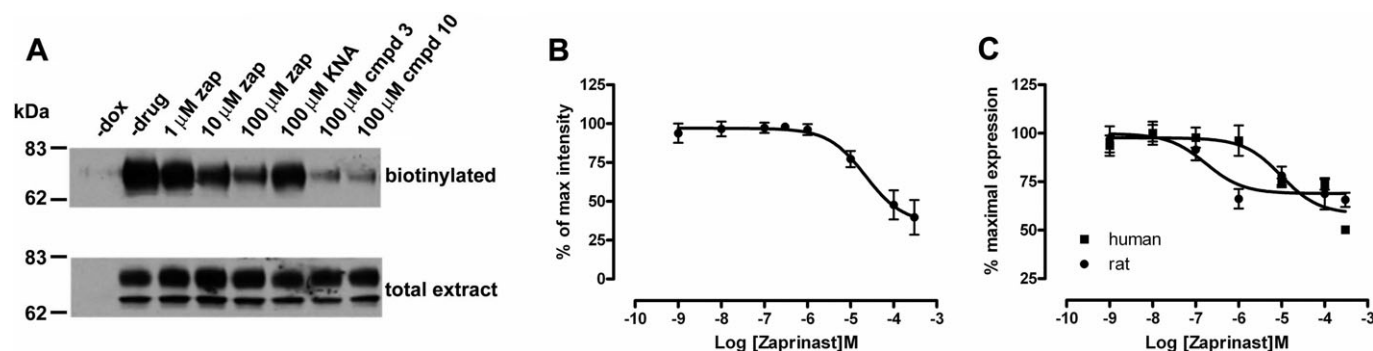 A
kDa
-dox
-drug
1 μM zap
10 μM zap
100 μM zap
100 μM KNA
100 μM cmpd 3
100 μM cmpd 10
83
62
biotinylated
83
62
total extract
B
% of max intensity
125
100
75
50
25
0
-10 -9 -8 -7 -6 -5 -4 -3
Log [Zaprinast]M
C
% maximal expression
125
100
75
50
25
human
rat
-10 -9 -8 -7 -6 -5 -4 -3
Log [Zaprinast]M